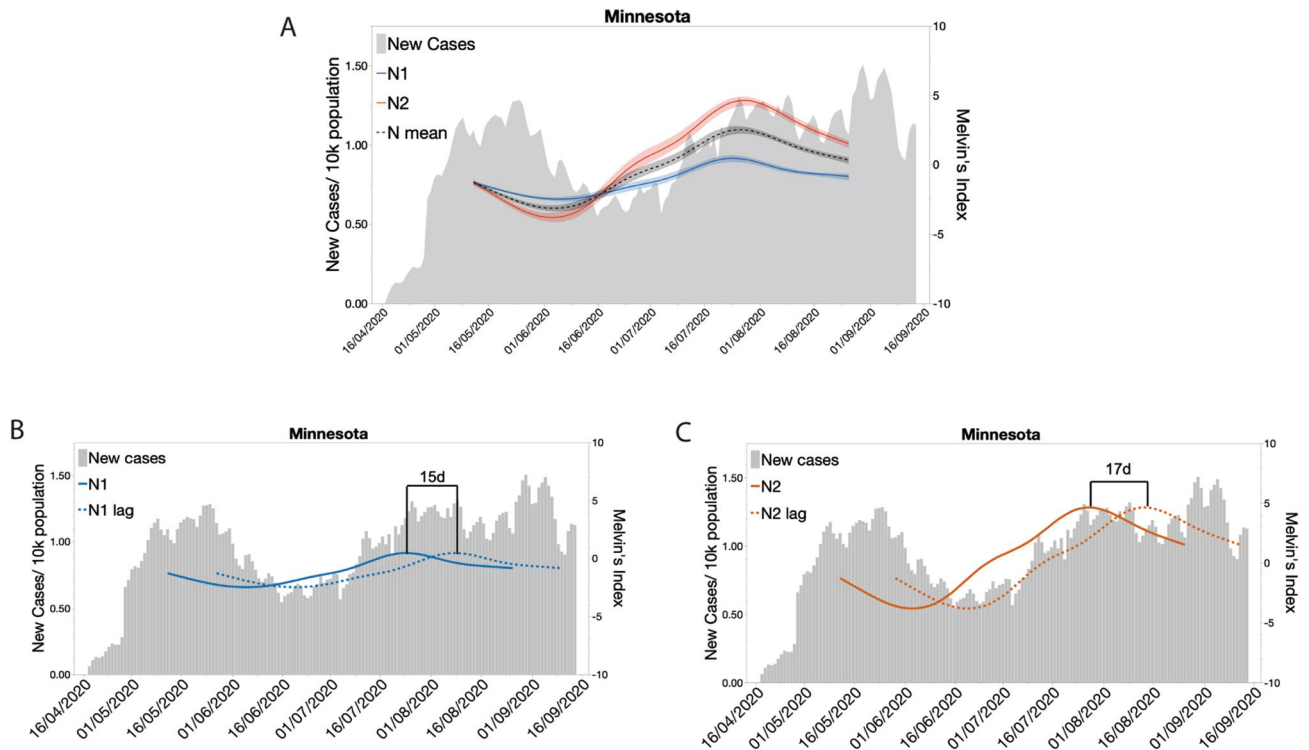 A
Minnesota
New Cases
N1
N2
N mean
New Cases/ 10k population
1.50
1.00
0.50
0.00
10
5
0
-5
-10
Melvin's Index
16/04/2020
01/05/2020
16/05/2020
01/06/2020
16/06/2020
01/07/2020
16/07/2020
01/08/2020
16/08/2020
01/09/2020
16/09/2020
B
Minnesota
New cases
N1
N1 lag
15d
New Cases/ 10k population
1.50
1.00
0.50
0.00
10
5
0
-5
-10
Melvin's Index
16/04/2020
01/05/2020
16/05/2020
01/06/2020
16/06/2020
01/07/2020
16/07/2020
01/08/2020
16/08/2020
01/09/2020
16/09/2020
C
Minnesota
New cases
N2
N2 lag
17d
New Cases/ 10k population
1.50
1.00
0.50
0.00
10
5
0
-5
-10
Melvin's Index
16/04/2020
01/05/2020
16/05/2020
01/06/2020
16/06/2020
01/07/2020
16/07/2020
01/08/2020
16/08/2020
01/09/2020
16/09/2020